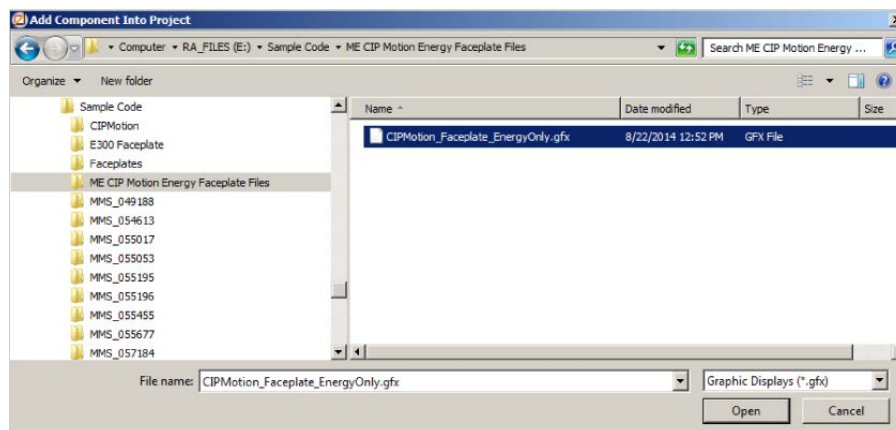 Add Component Into Project
Computer RA_FILES (E:) Sample Code ME CIP Motion Energy Faceplate Files
Search ME CIP Motion Energy ...
Organize New folder
Sample Code
CIPMotion
E300 Faceplate
Faceplates
ME CIP Motion Energy Faceplate Files
MMS_049188
MMS_054613
MMS_055017
MMS_055053
MMS_055195
MMS_055196
MMS_055455
MMS_055677
MMS_057184
Name Date modified Type Size
CIPMotion_Faceplate_EnergyOnly.gfx 8/22/2014 12:52 PM GFX File
File name: CIPMotion_Faceplate_EnergyOnly.gfx Graphic Displays (*.gfx)
Open Cancel